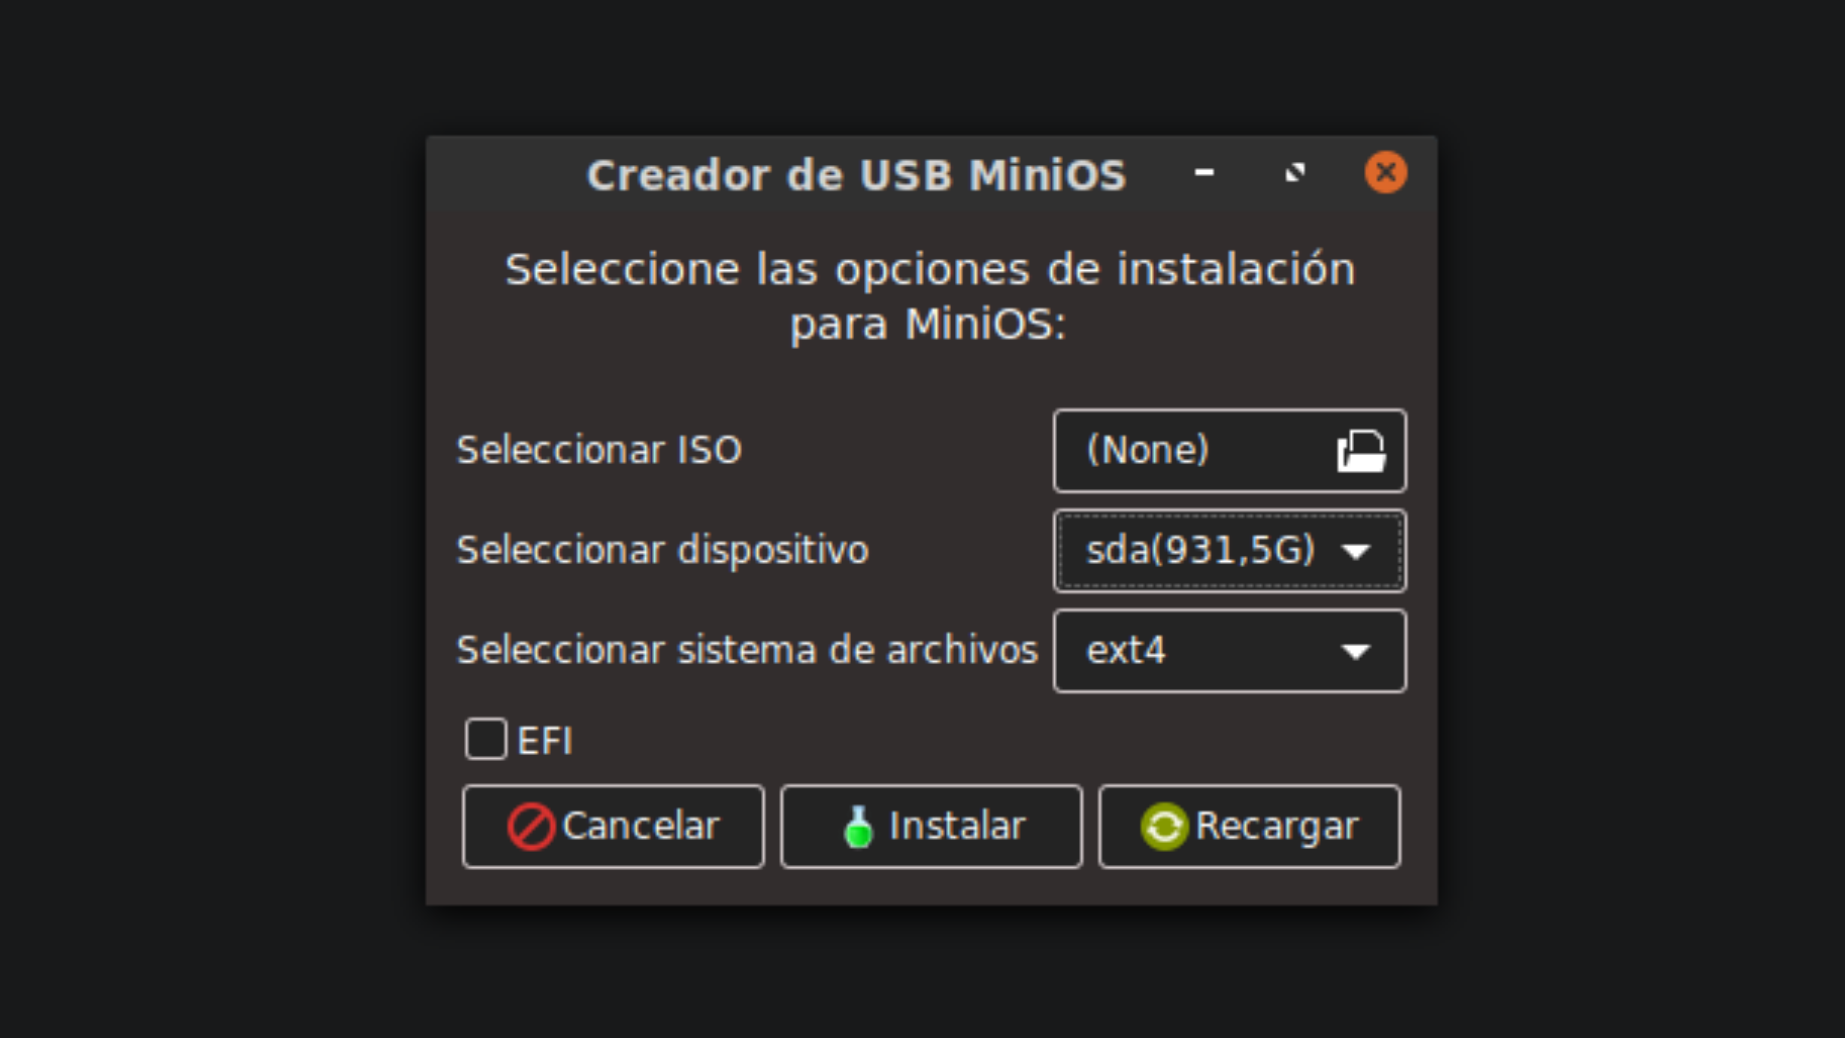 Creador de USB MiniOS
Seleccione las opciones de instalación
para MiniOS:
Seleccionar ISO (None)
Seleccionar dispositivo sda(931,5G)
Seleccionar sistema de archivos ext4
EFI
Cancelar Instalar Recargar